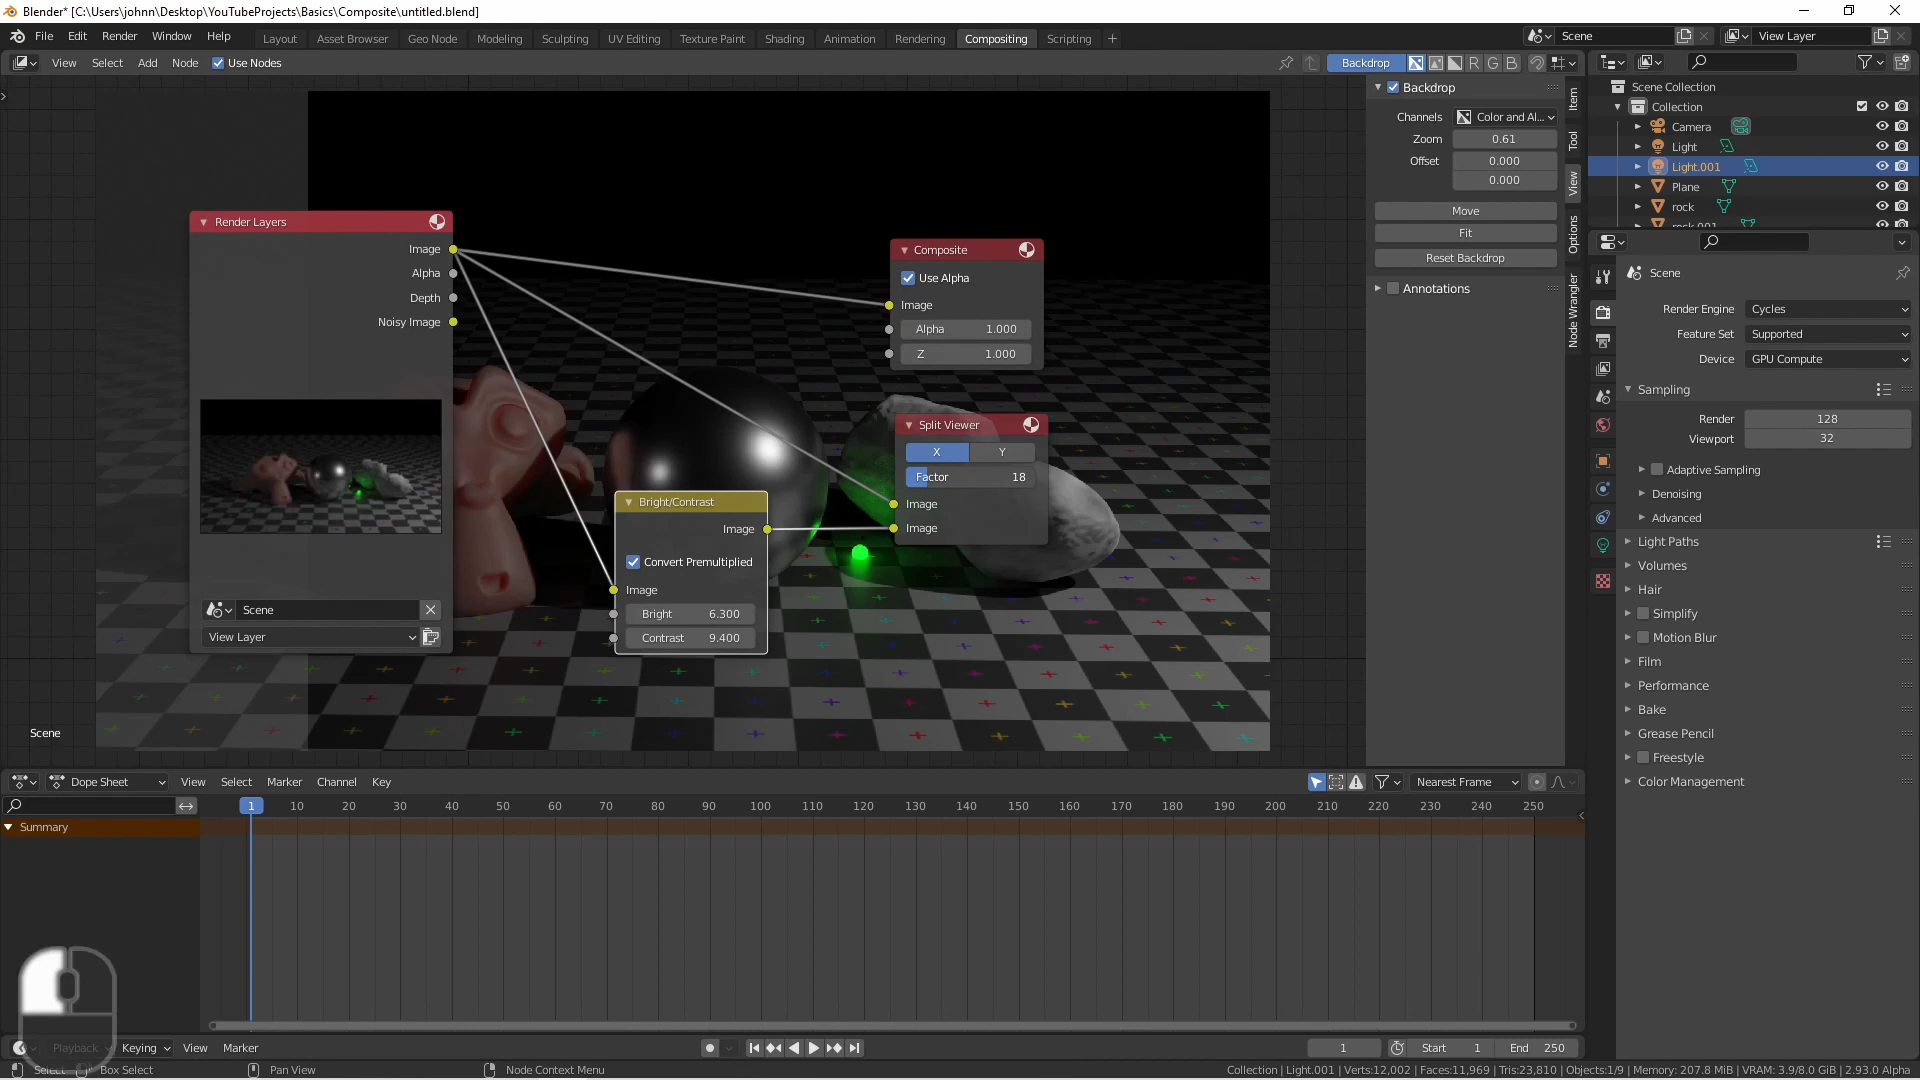 Blender* [C:\Users\johnn\Desktop\YouTubeProjects\Basics\Composite\untitled.blend]
File Edit Render Window Help Layout Asset Browser Geo Node Modeling Sculpting UV Editing Texture Paint Shading Animation Rendering Compositing Scripting + Scene View Layer
View Select Add Node Use Nodes Backdrop R G B
Backdrop
Channels Color and Al...
Zoom 0.61
Offset 0.000
0.000
Move
Fit
Reset Backdrop
Annotations
Item
Tool
View
Options
Node Wrangler
Scene Collection
Collection
Camera
Light
Light.001
Plane
rock
rock.001
Render Layers
Image
Alpha
Depth
Noisy Image
Scene
View Layer
Composite
Use Alpha
Image
Alpha 1.000
Z 1.000
Split Viewer
X Y
Factor 18
Image
Image
Bright/Contrast
Image
Convert Premultiplied
Image
Bright 6.300
Contrast 9.400
Scene
Scene
Render Engine Cycles
Feature Set Supported
Device GPU Compute
Sampling
Render 128
Viewport 32
Adaptive Sampling
Denoising
Advanced
Light Paths
Volumes
Hair
Simplify
Motion Blur
Film
Performance
Bake
Grease Pencil
Freestyle
Color Management
Dope Sheet View Select Marker Channel Key Nearest Frame
1 10 20 30 40 50 60 70 80 90 100 110 120 130 140 150 160 170 180 190 200 210 220 230 240 250
Summary
Playback Keying View Marker 1 Start 1 End 250
Select Box Select Pan View Node Context Menu Collection | Light.001 | Verts:12,002 | Faces:11,969 | Tris:23,810 | Objects:1/9 | Memory: 207.8 MiB | VRAM: 3.9/8.0 GiB | 2.93.0 Alpha